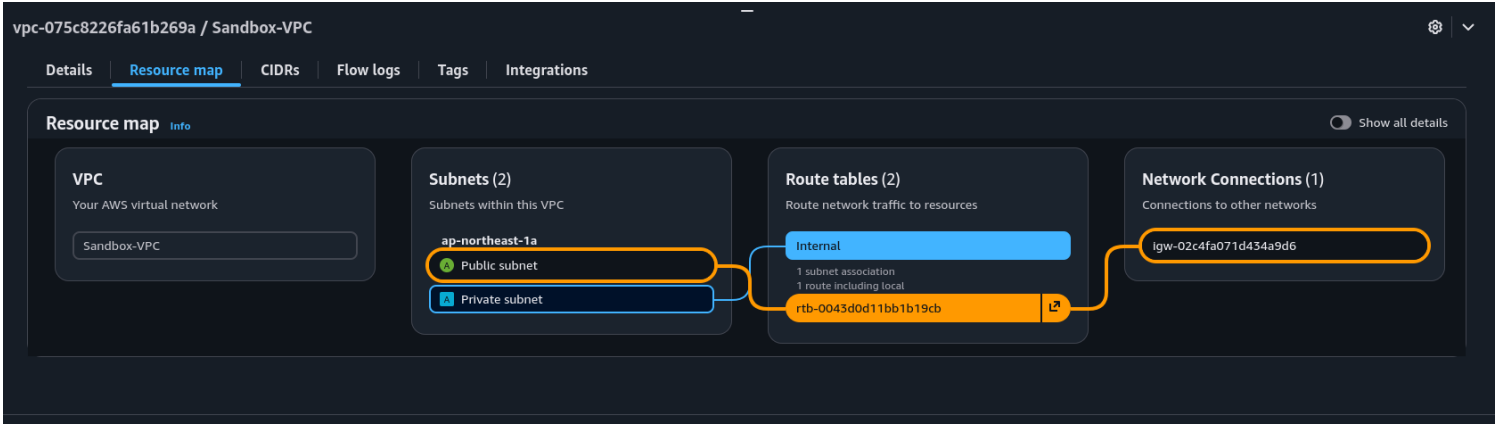 vpc-075c8226fa61b269a / Sandbox-VPC
Details
Resource map
CIDRs
Flow logs
Tags
Integrations
Resource map Info
Show all details
VPC
Your AWS virtual network
Sandbox-VPC
Subnets (2)
Subnets within this VPC
ap-northeast-1a
A Public subnet
A Private subnet
Route tables (2)
Route network traffic to resources
Internal
1 subnet association
1 route including local
rtb-0043d0d11bb1b19cb
Network Connections (1)
Connections to other networks
igw-02c4fa071d434a9d6